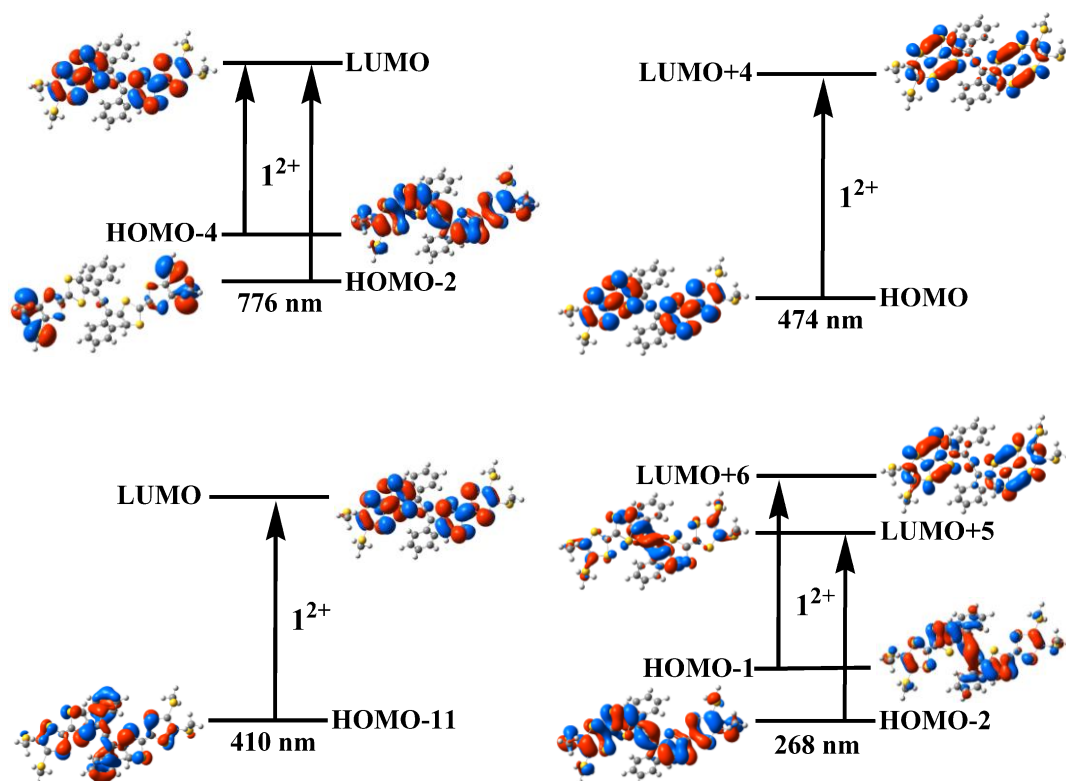 LUMO
1²⁺
HOMO-4
HOMO-2
776 nm
LUMO+4
1²⁺
HOMO
474 nm
LUMO
1²⁺
HOMO-11
410 nm
LUMO+6
LUMO+5
1²⁺
HOMO-1
HOMO-2
268 nm